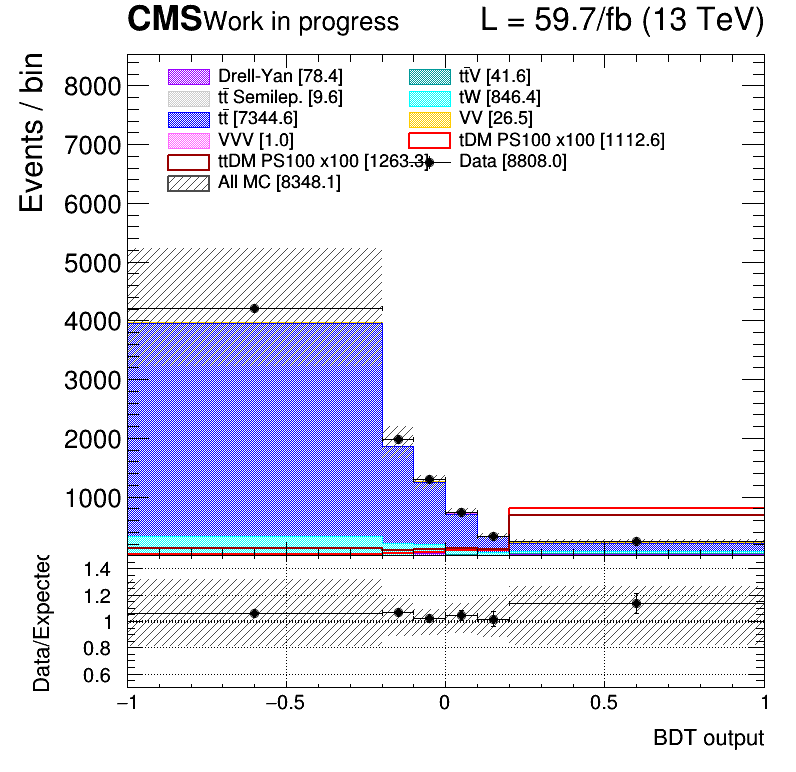 CMS Work in progress L = 59.7/fb (13 TeV)
Events / bin
8000
7000
6000
5000
4000
3000
2000
1000
Drell-Yan [78.4] tt̄V [41.6]
tt̄ Semilep. [9.6] tW [846.4]
tt̄ [7344.6] VV [26.5]
VVV [1.0] tDM PS100 x100 [1112.6]
ttDM PS100 x100 [1263.3] Data [8808.0]
All MC [8348.1]
Data/Expected
1.4
1.2
1
0.8
0.6
−1 −0.5 0 0.5 1
BDT output